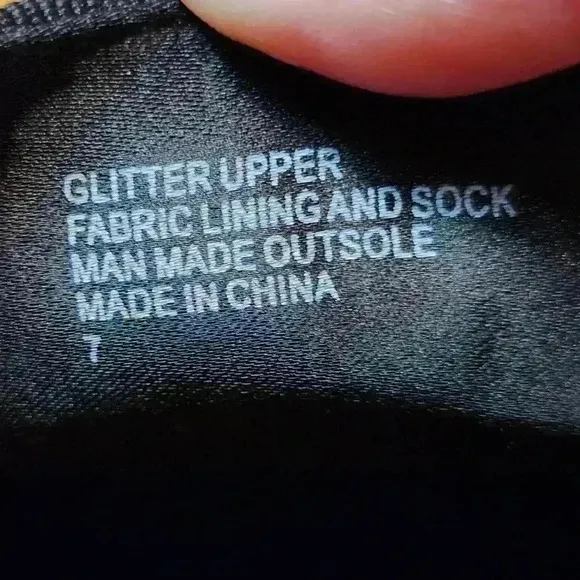 GLITTER UPPER
FABRIC LINING AND SOCK
MAN MADE OUTSOLE
MADE IN CHINA
7